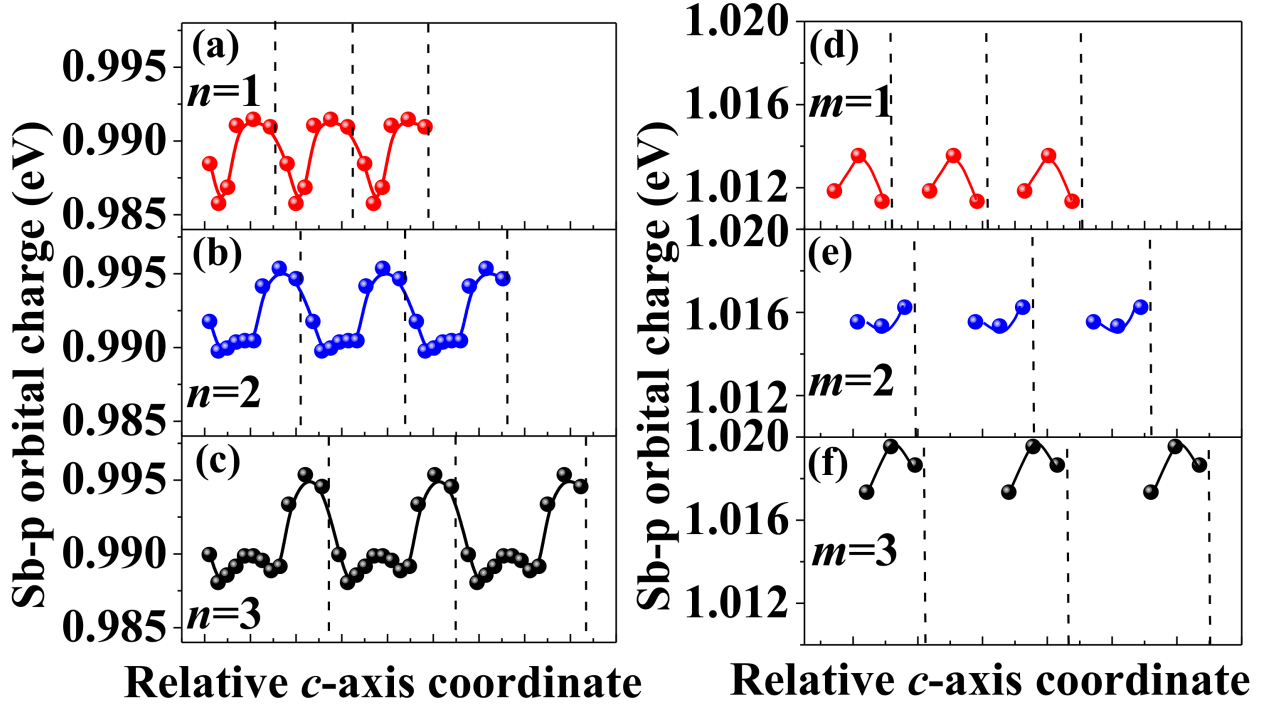 Sb-p orbital charge (eV)
0.995
0.990
0.985
(a)
n=1
0.995
0.990
0.985
(b)
n=2
0.995
0.990
0.985
(c)
n=3
Relative c-axis coordinate
Sb-p orbital charge (eV)
1.020
1.016
1.012
(d)
m=1
1.020
1.016
1.012
(e)
m=2
1.020
1.016
1.012
(f)
m=3
Relative c-axis coordinate